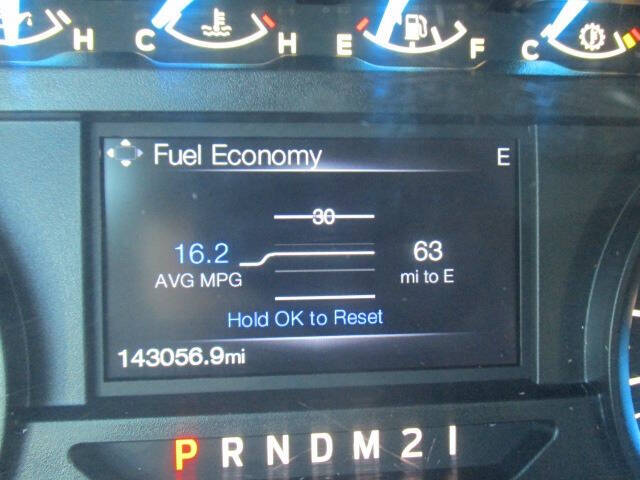 H C H E F C
Fuel Economy E
30
16.2 63
AVG MPG mi to E
Hold OK to Reset
143056.9mi
P R N D M 2 1